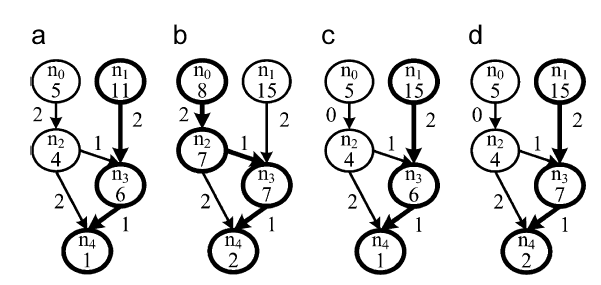 a b c d
n0 n1 n0 n1 n0 n1 n0 n1
5 11 8 15 5 15 5 15
2 2 2 2 0 2 0 2
n2 1 n2 1 n2 1 n2 1
4 7 4 4
n3 n3 n3 n3
6 7 6 7
2 1 2 1 2 1 2 1
n4 n4 n4 n4
1 2 1 2